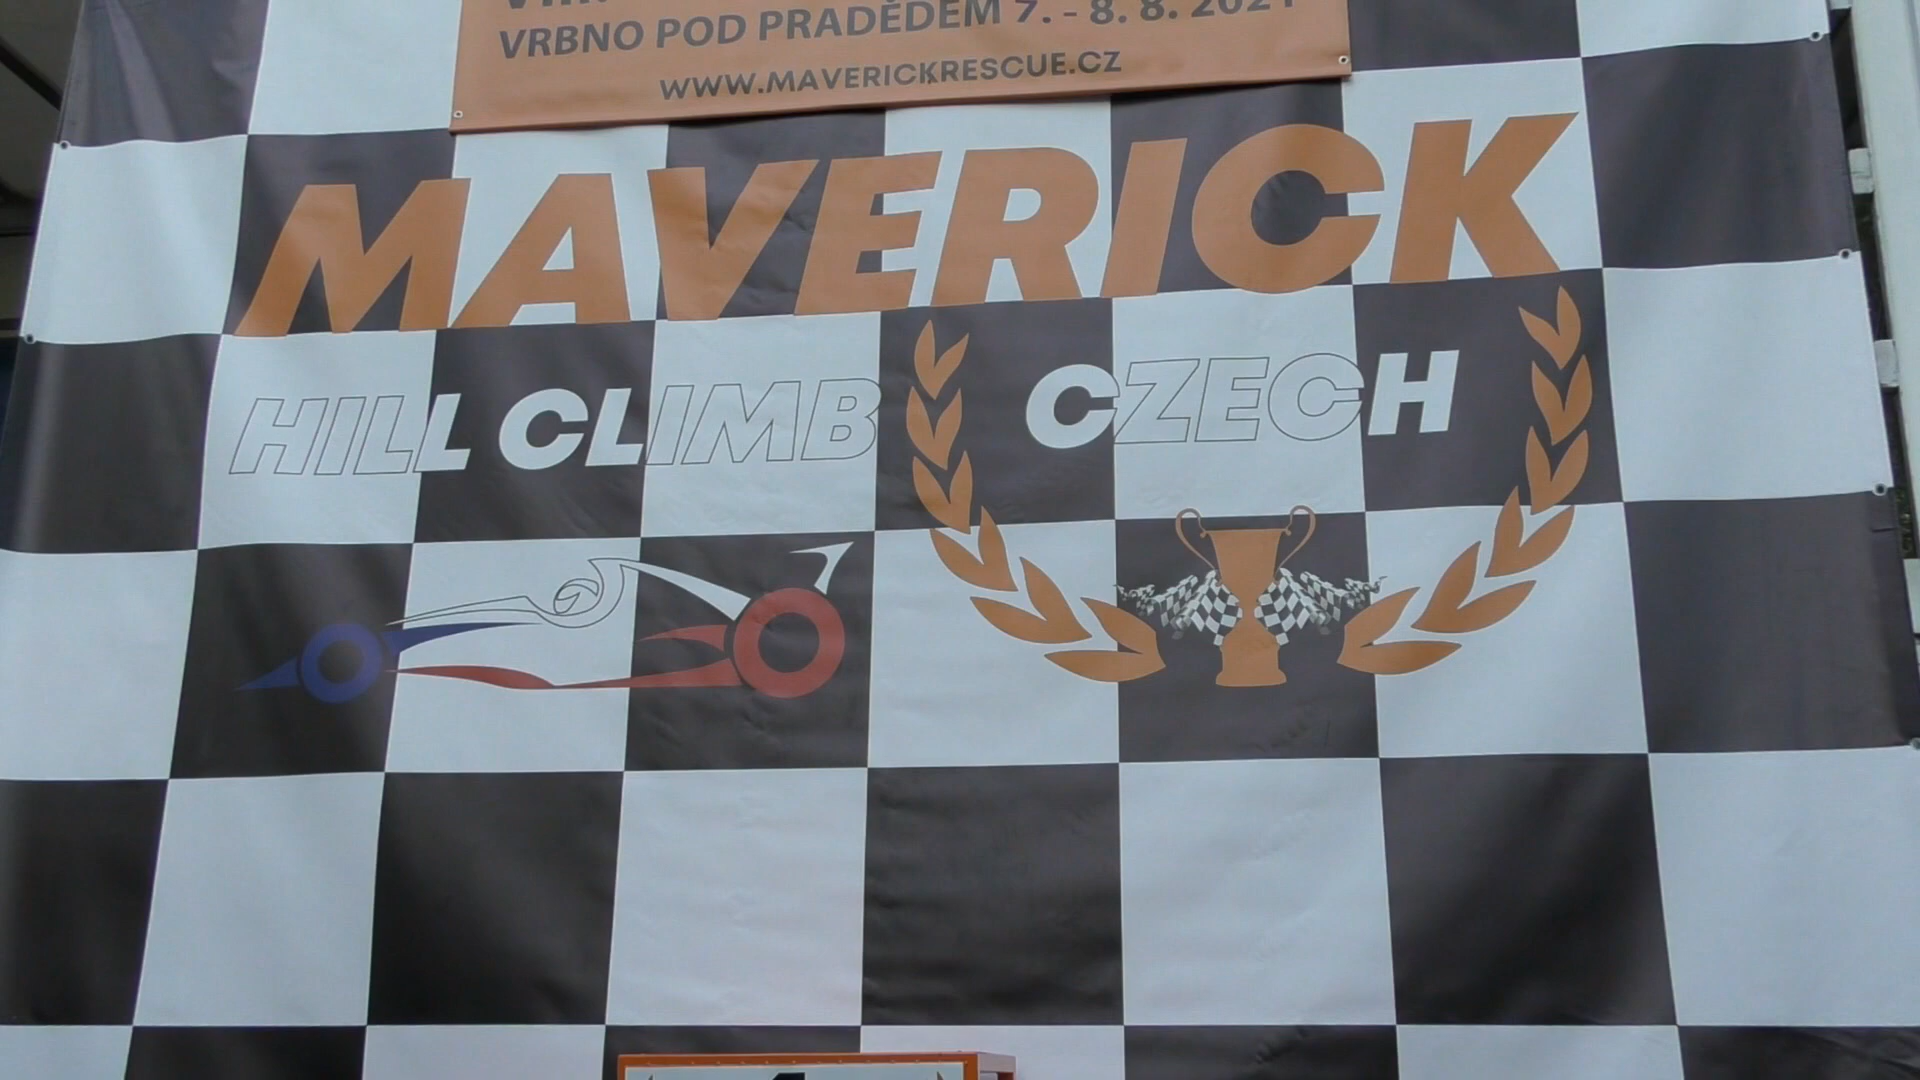 VRBNO POD PRADĚDEM 7. - 8. 8. 2021
WWW.MAVERICKRESCUE.CZ
MAVERICK
HILL CLIMB CZECH